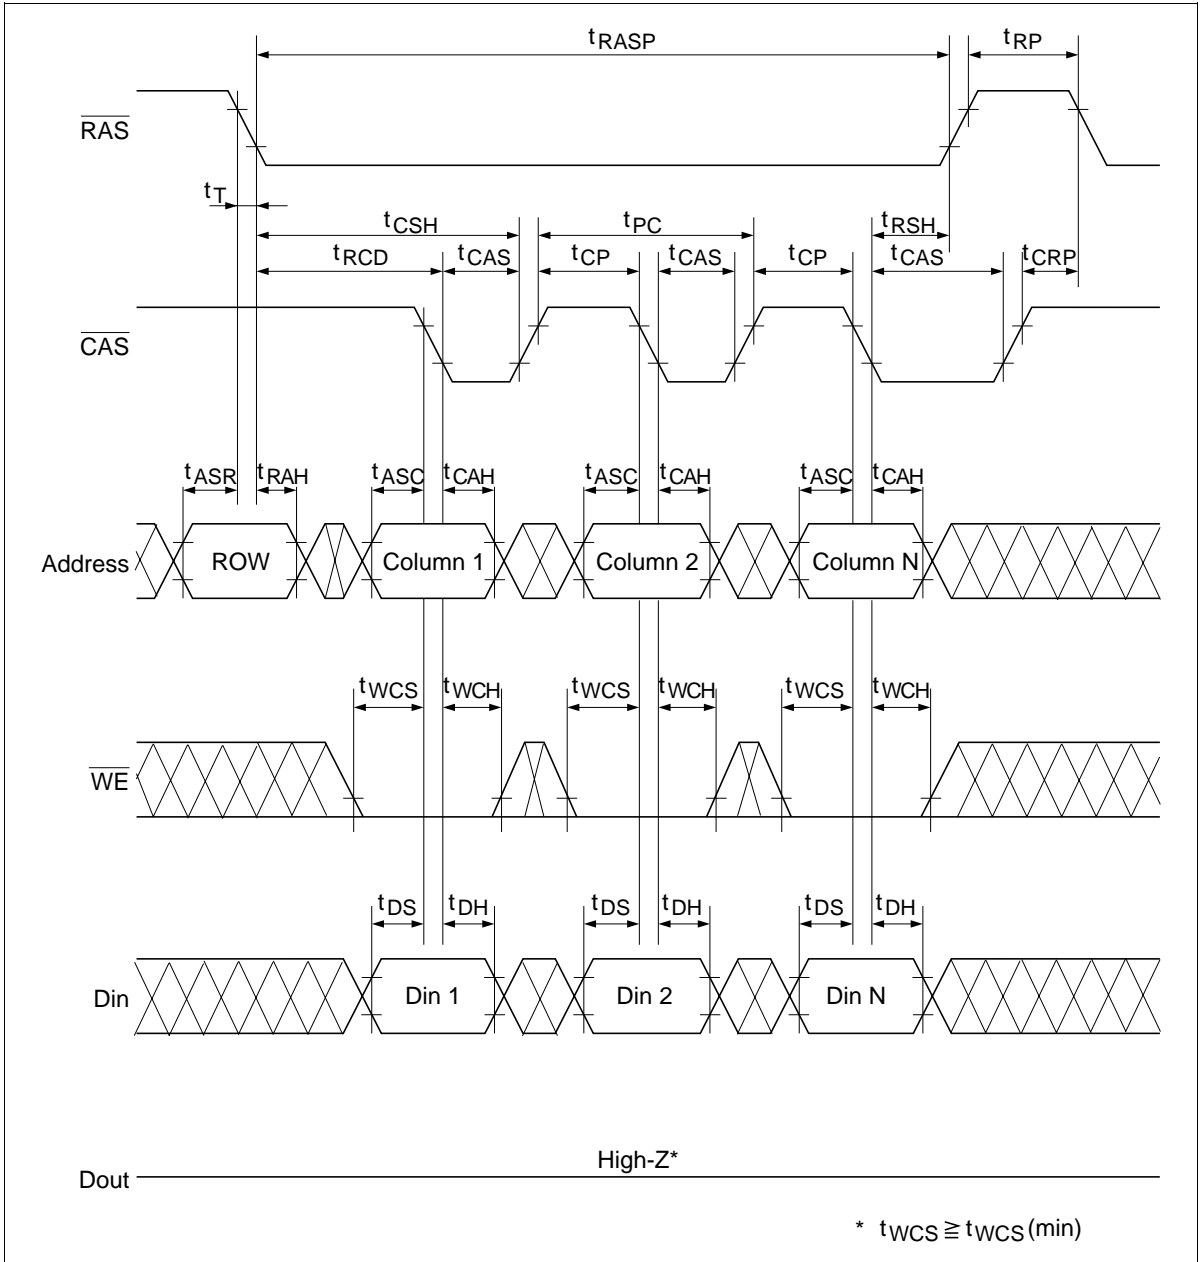 tRASP tRP
RAS
tT
tCSH tPC tRSH
tRCD tCAS tCP tCAS tCP tCAS tCRP
CAS
tASR tRAH tASC tCAH tASC tCAH tASC tCAH
Address ROW Column 1 Column 2 Column N
tWCS tWCH tWCS tWCH tWCS tWCH
WE
tDS tDH tDS tDH tDS tDH
Din Din 1 Din 2 Din N
High-Z*
Dout
* tWCS ≧ tWCS (min)